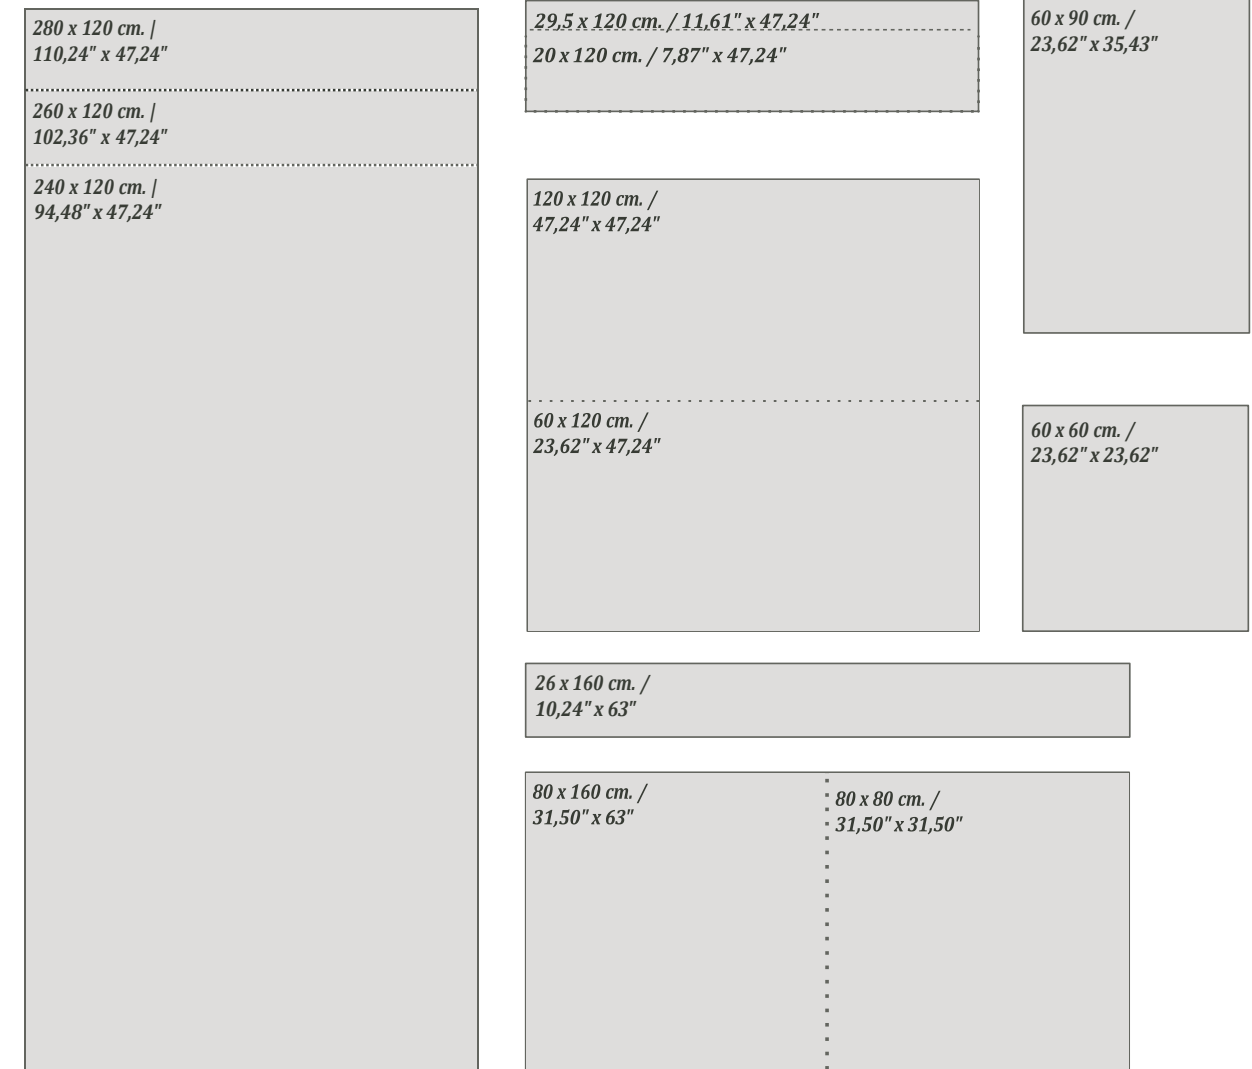 280 x 120 cm. |
110,24" x 47,24"
260 x 120 cm. |
102,36" x 47,24"
240 x 120 cm. |
94,48" x 47,24"
29,5 x 120 cm. / 11,61" x 47,24"
20 x 120 cm. / 7,87" x 47,24"
120 x 120 cm. /
47,24" x 47,24"
60 x 120 cm. /
23,62" x 47,24"
60 x 90 cm. /
23,62" x 35,43"
60 x 60 cm. /
23,62" x 23,62"
26 x 160 cm. /
10,24" x 63"
80 x 160 cm. /
31,50" x 63"
80 x 80 cm. /
31,50" x 31,50"